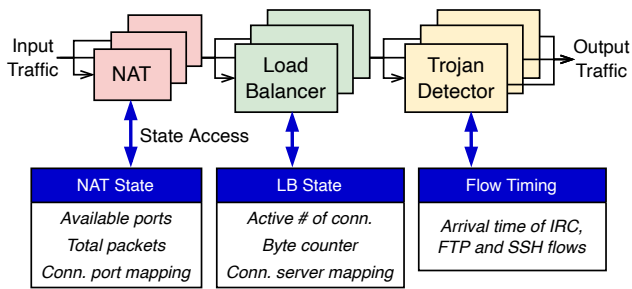 Input
Traffic
NAT
Load
Balancer
Trojan
Detector
Output
Traffic
State Access
NAT State
Available ports
Total packets
Conn. port mapping
LB State
Active # of conn.
Byte counter
Conn. server mapping
Flow Timing
Arrival time of IRC,
FTP and SSH flows